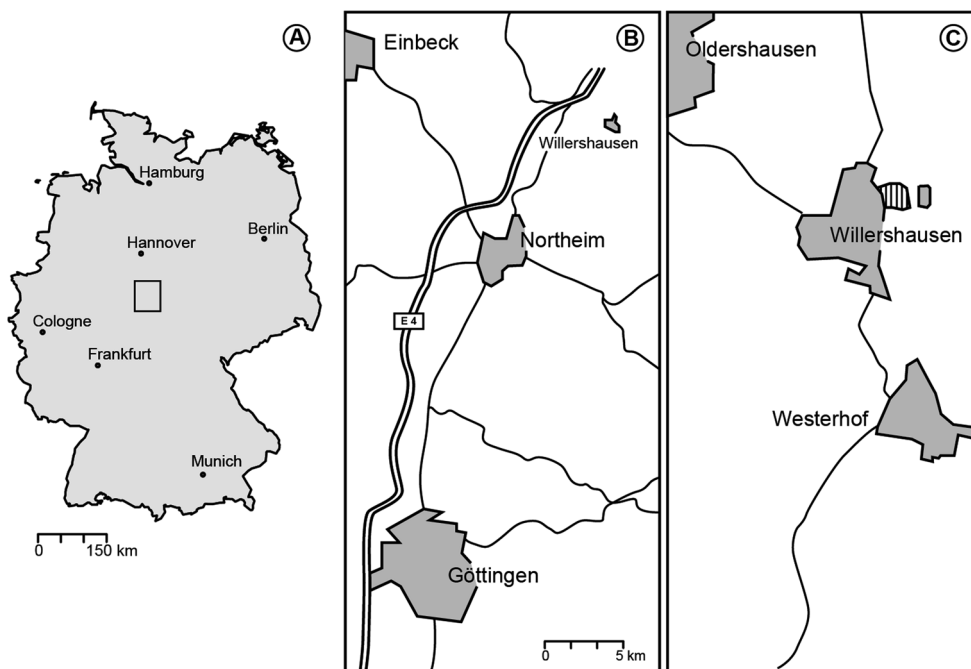 A
Hamburg
Berlin
Hannover
Cologne
Frankfurt
Munich
0 150 km
B
Einbeck
Willershausen
Northeim
E 4
Göttingen
0 5 km
C
Oldershausen
Willershausen
Westerhof